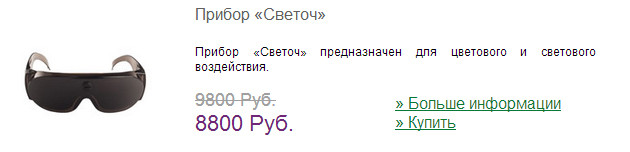 Прибор «Светоч»
Прибор «Светоч» предназначен для цветового и светового
воздействия.
9800 Руб.
8800 Руб.
» Больше информации
» Купить